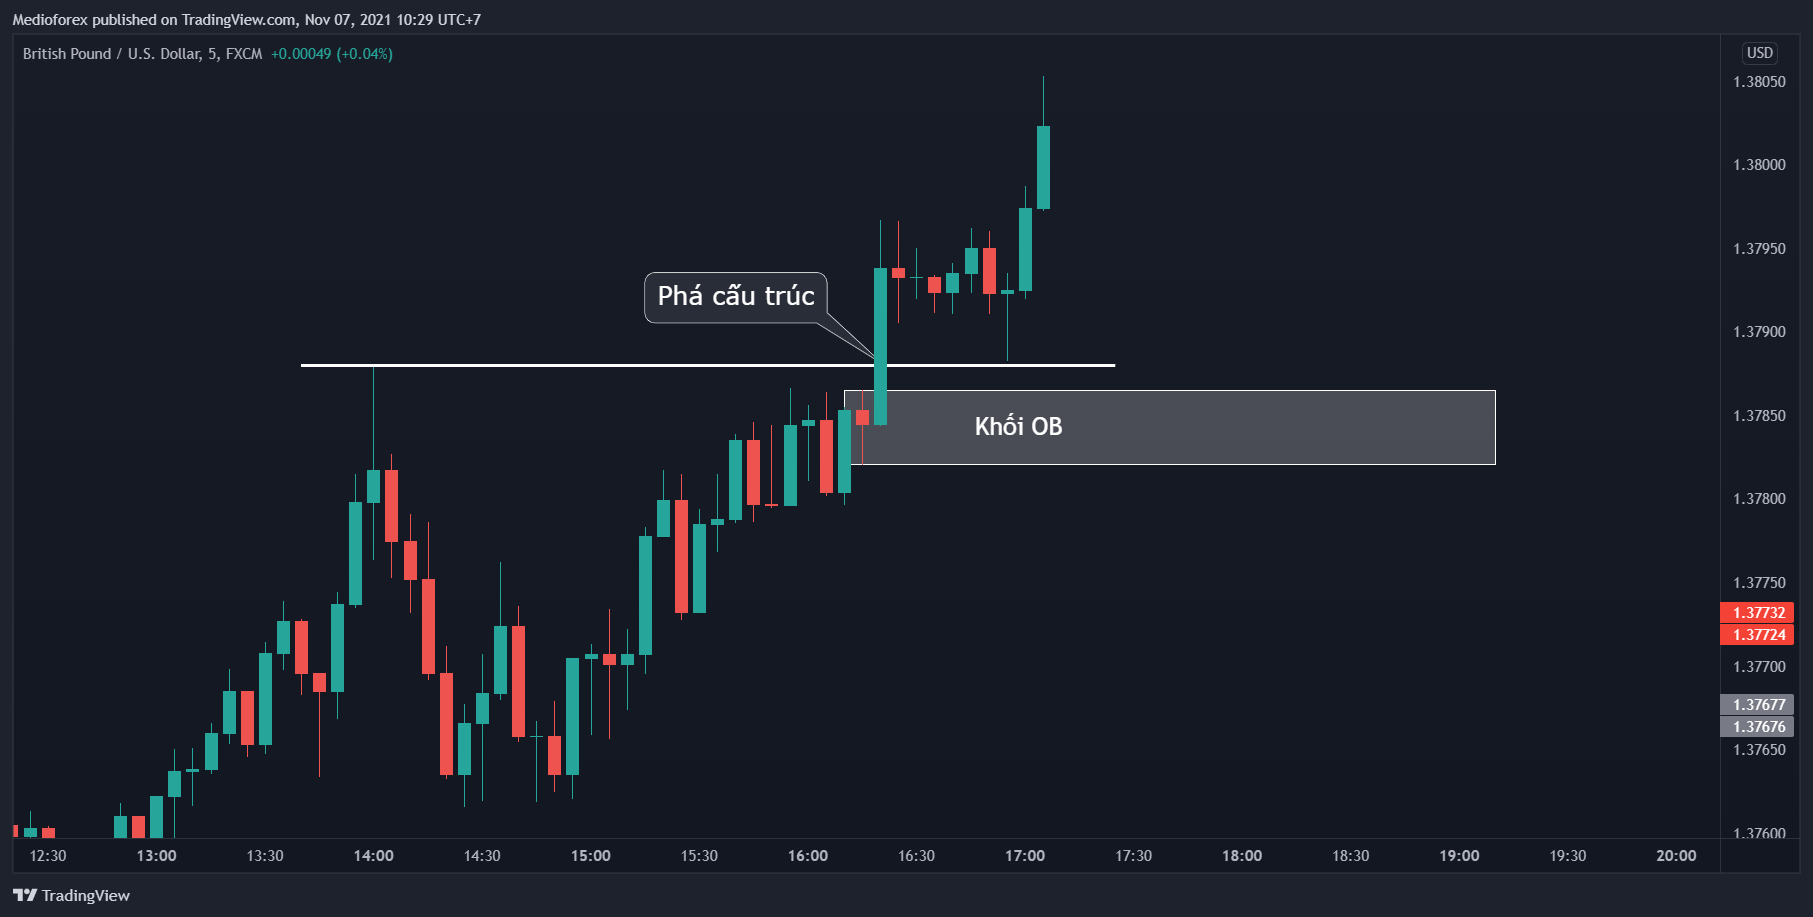 Medioforex published on TradingView.com, Nov 07, 2021 10:29 UTC+7
British Pound / U.S. Dollar, 5, FXCM +0.00049 (+0.04%)
USD
1.38050
1.38000
1.37950
Phá cấu trúc
1.37900
1.37850
Khối OB
1.37800
1.37750
1.37732
1.37724
1.37700
1.37677
1.37676
1.37650
1.37600
12:30 13:00 13:30 14:00 14:30 15:00 15:30 16:00 16:30 17:00 17:30 18:00 18:30 19:00 19:30 20:00
TradingView